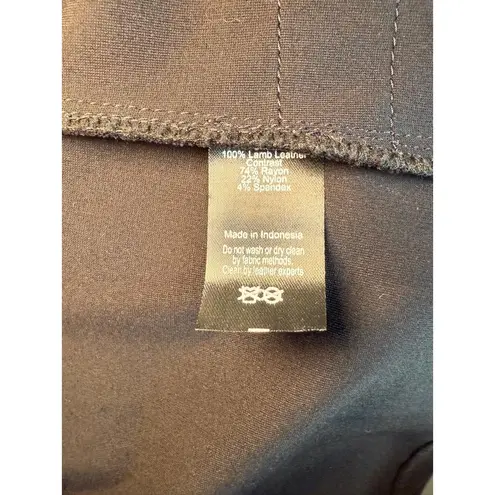 100% Lamb Leather
Contrast
74% Rayon
22% Nylon
4% Spandex
Made in Indonesia
Do not wash or dry clean
by fabric methods.
Clean by leather experts